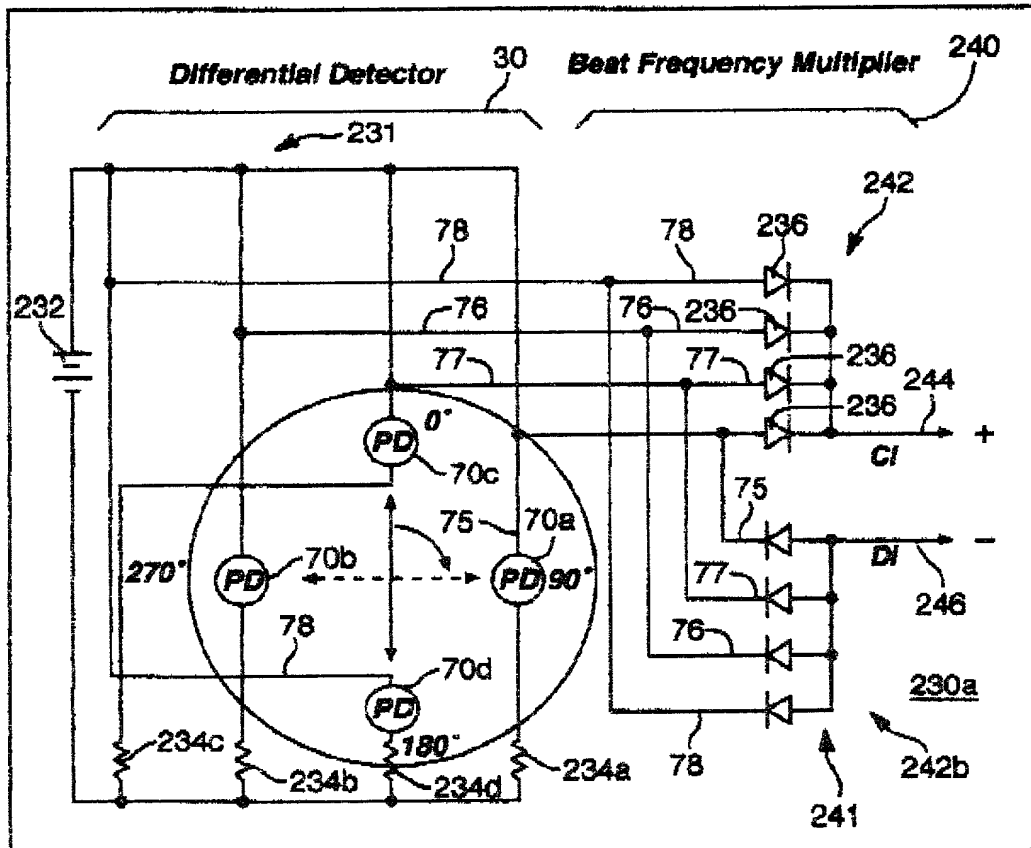 Differential Detector 30 Beat Frequency Multiplier 240
231
242
78 78 236
232 76 76 236
77 77 236
236 244
0° CI +
PD
70c
75 70a 75 DI −
270° PD 70b PD 90° 77 246
78 76
70d 230a
PD
234c 180° 78
234b 234d 234a 242b
241